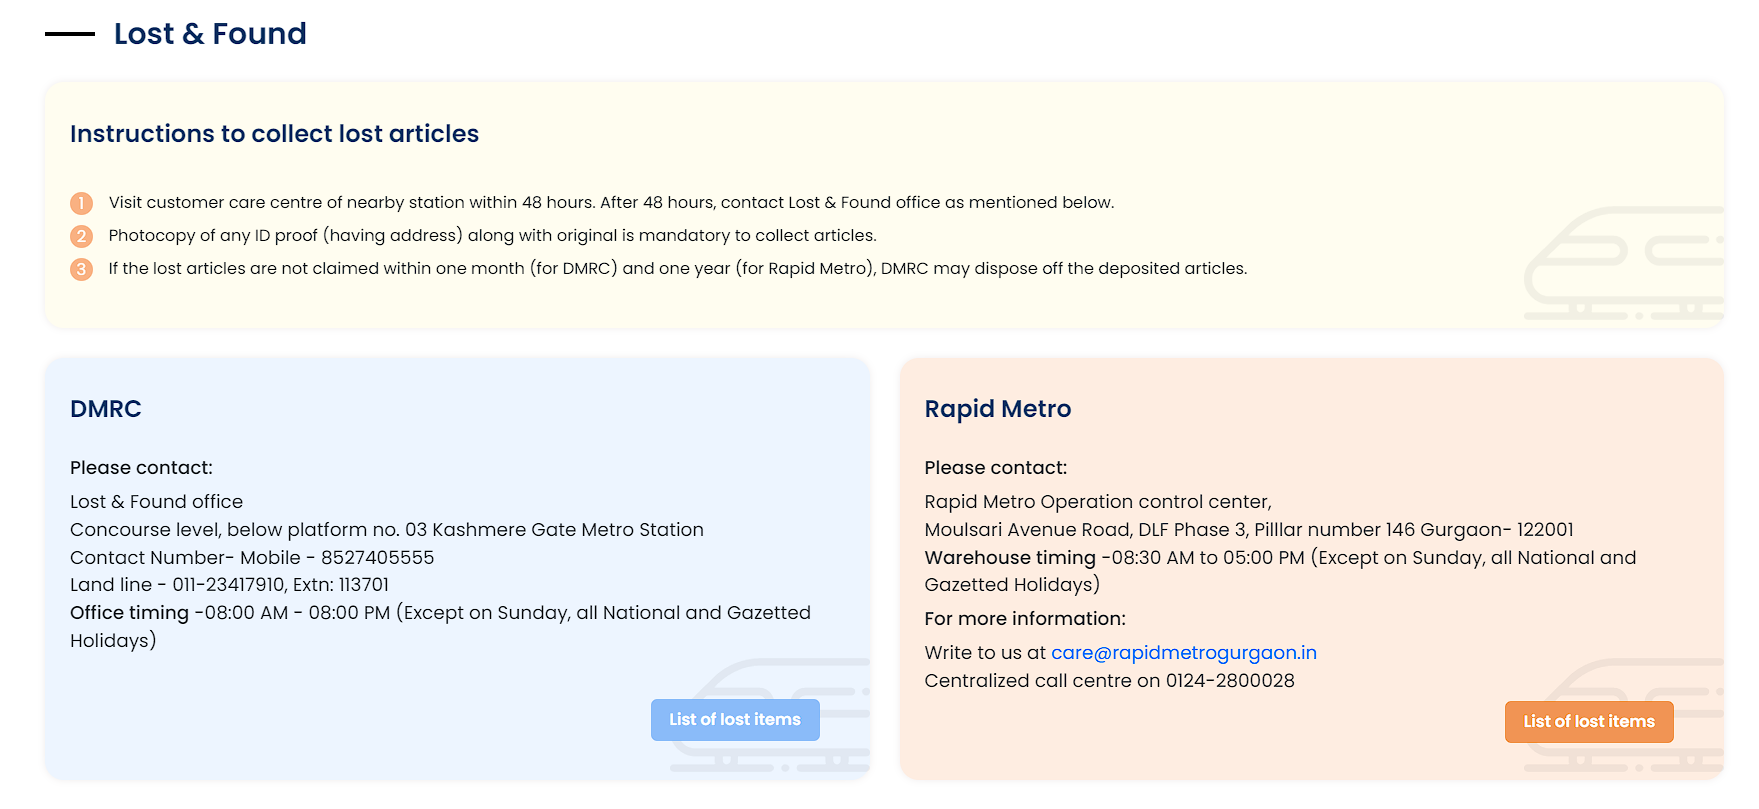 Lost & Found
Instructions to collect lost articles
1 Visit customer care centre of nearby station within 48 hours. After 48 hours, contact Lost & Found office as mentioned below.
2 Photocopy of any ID proof (having address) along with original is mandatory to collect articles.
3 If the lost articles are not claimed within one month (for DMRC) and one year (for Rapid Metro), DMRC may dispose off the deposited articles.
DMRC
Please contact:
Lost & Found office
Concourse level, below platform no. 03 Kashmere Gate Metro Station
Contact Number- Mobile - 8527405555
Land line - 011-23417910, Extn: 113701
Office timing -08:00 AM - 08:00 PM (Except on Sunday, all National and Gazetted
Holidays)
List of lost items
Rapid Metro
Please contact:
Rapid Metro Operation control center,
Moulsari Avenue Road, DLF Phase 3, Pilllar number 146 Gurgaon- 122001
Warehouse timing -08:30 AM to 05:00 PM (Except on Sunday, all National and
Gazetted Holidays)
For more information:
Write to us at care@rapidmetrogurgaon.in
Centralized call centre on 0124-2800028
List of lost items